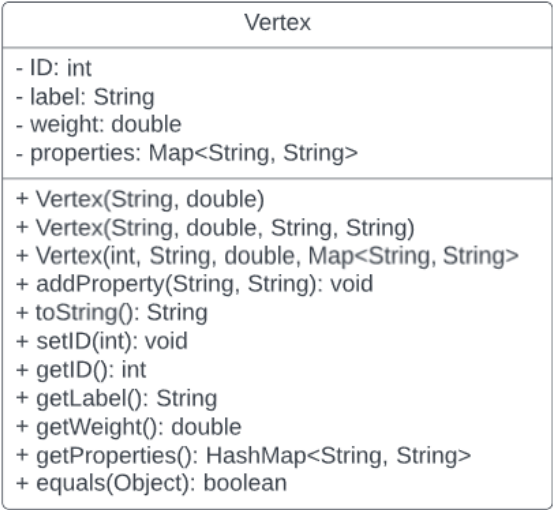 Vertex
- ID: int
- label: String
- weight: double
- properties: Map<String, String>
+ Vertex(String, double)
+ Vertex(String, double, String, String)
+ Vertex(int, String, double, Map<String, String>
+ addProperty(String, String): void
+ toString(): String
+ setID(int): void
+ getID(): int
+ getLabel(): String
+ getWeight(): double
+ getProperties(): HashMap<String, String>
+ equals(Object): boolean